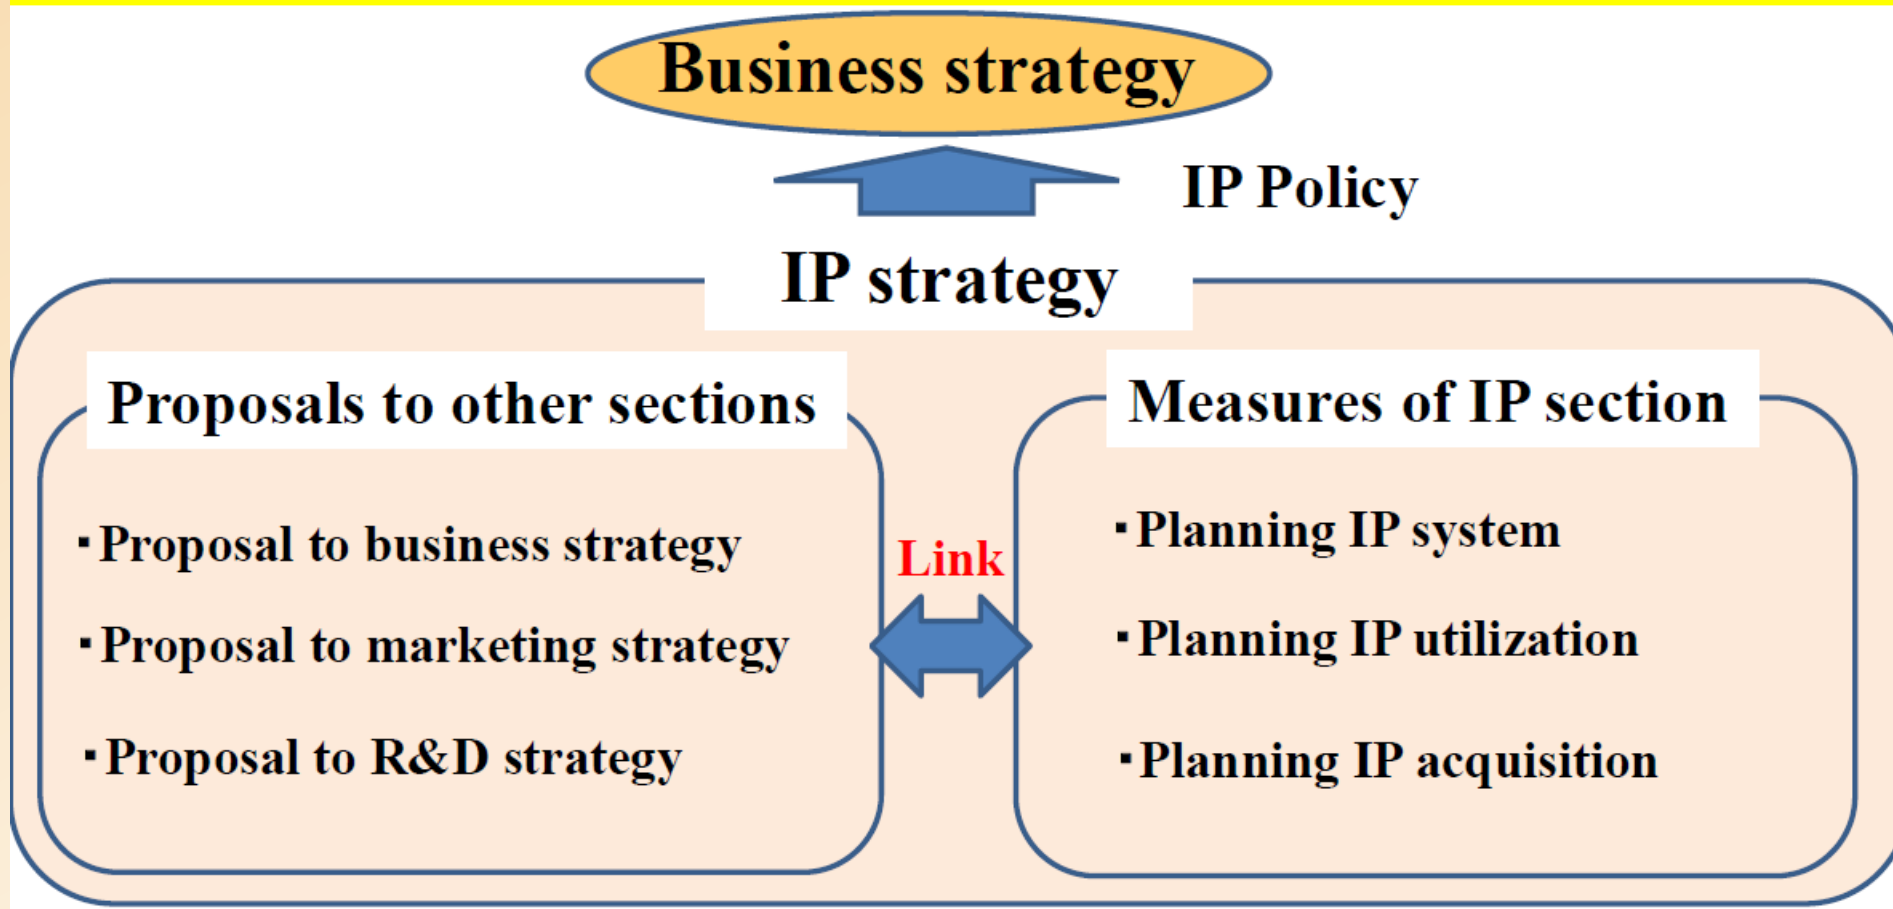 Business strategy
IP Policy
IP strategy
Proposals to other sections
・Proposal to business strategy
・Proposal to marketing strategy
・Proposal to R&D strategy
Link
Measures of IP section
・Planning IP system
・Planning IP utilization
・Planning IP acquisition